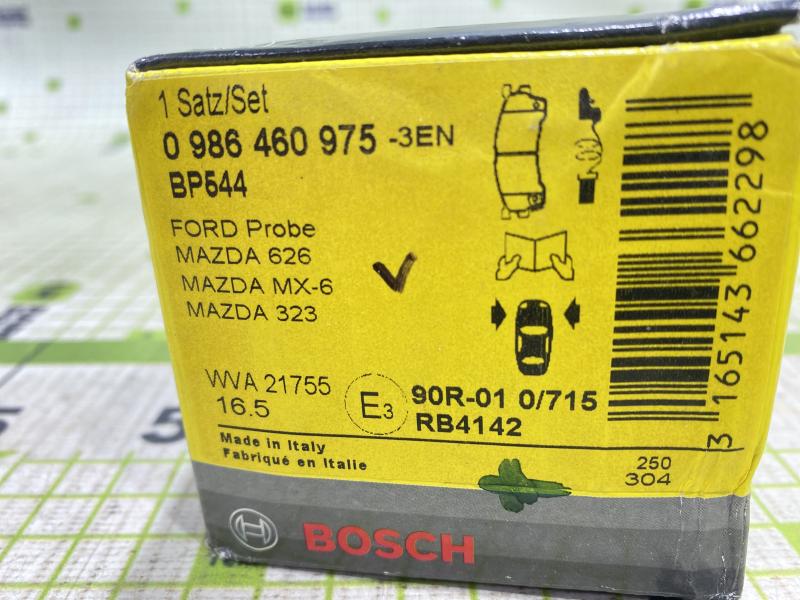 1 Satz/Set
0 986 460 975 -3EN
BP544
FORD Probe
MAZDA 626
MAZDA MX-6
MAZDA 323
WVA 21755
16.5
E3
90R-01 0/715
RB4142
Made in Italy
Fabriqué en Italie
250
304
3 165143 662298
H
BOSCH
5